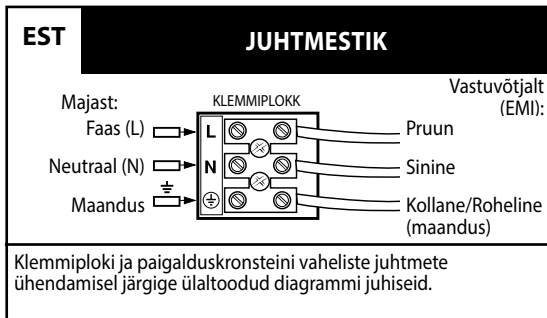 EST
JUHTMESTIK
Majast:
KLEMMIPLOKK
Vastuvõtjalt
(EMI):
Faas (L)
L
Pruun
Neutraal (N)
N
Sinine
Maandus
Kollane/Roheline
(maandus)
Klemmiploki ja paigalduskronsteini vaheliste juhtmete
ühendamisel järgige ülaltoodud diagrammi juhiseid.